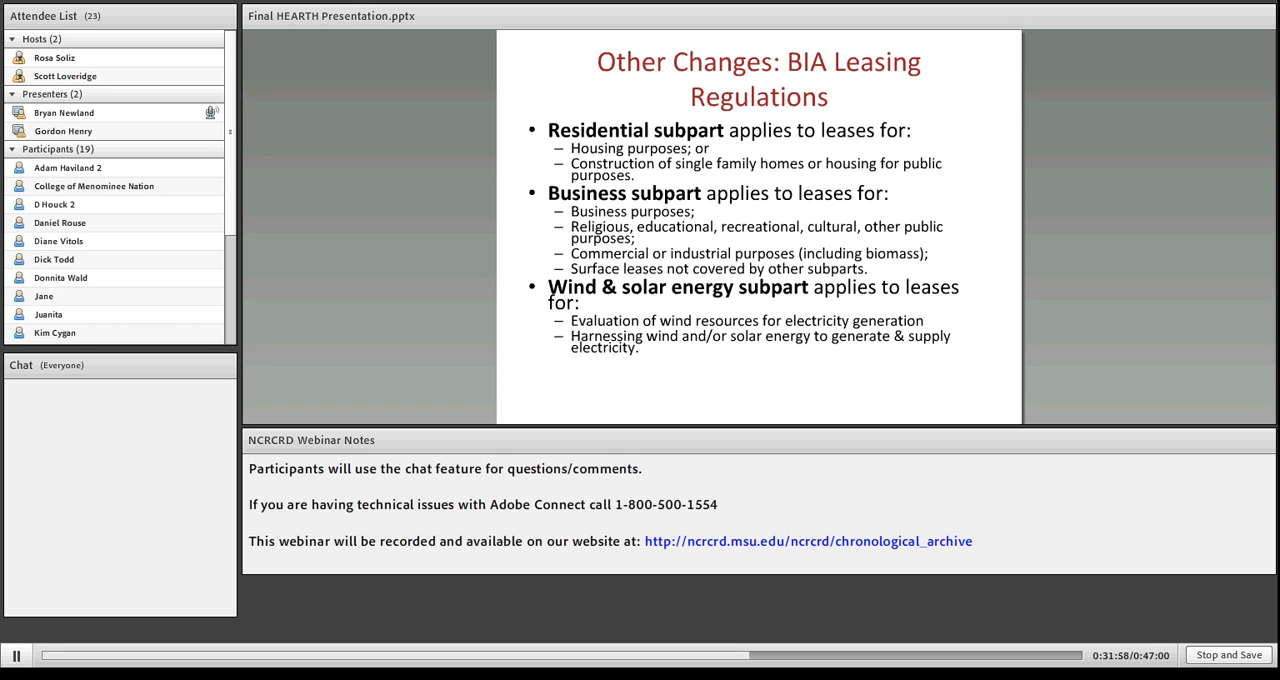 Attendee List (23)
Hosts (2)
Rosa Soliz
Scott Loveridge
Presenters (2)
Bryan Newland
Gordon Henry
Participants (19)
Adam Haviland 2
College of Menominee Nation
D Houck 2
Daniel Rouse
Diane Vitols
Dick Todd
Donnita Wald
Jane
Juanita
Kim Cygan
Chat (Everyone)
Final HEARTH Presentation.pptx
Other Changes: BIA Leasing
Regulations
• Residential subpart applies to leases for:
– Housing purposes; or
– Construction of single family homes or housing for public
purposes.
• Business subpart applies to leases for:
– Business purposes;
– Religious, educational, recreational, cultural, other public
purposes;
– Commercial or industrial purposes (including biomass);
– Surface leases not covered by other subparts.
• Wind & solar energy subpart applies to leases
for:
– Evaluation of wind resources for electricity generation
– Harnessing wind and/or solar energy to generate & supply
electricity.
NCRCRD Webinar Notes
Participants will use the chat feature for questions/comments.
If you are having technical issues with Adobe Connect call 1-800-500-1554
This webinar will be recorded and available on our website at: http://ncrcrd.msu.edu/ncrcrd/chronological_archive
0:31:58/0:47:00
Stop and Save